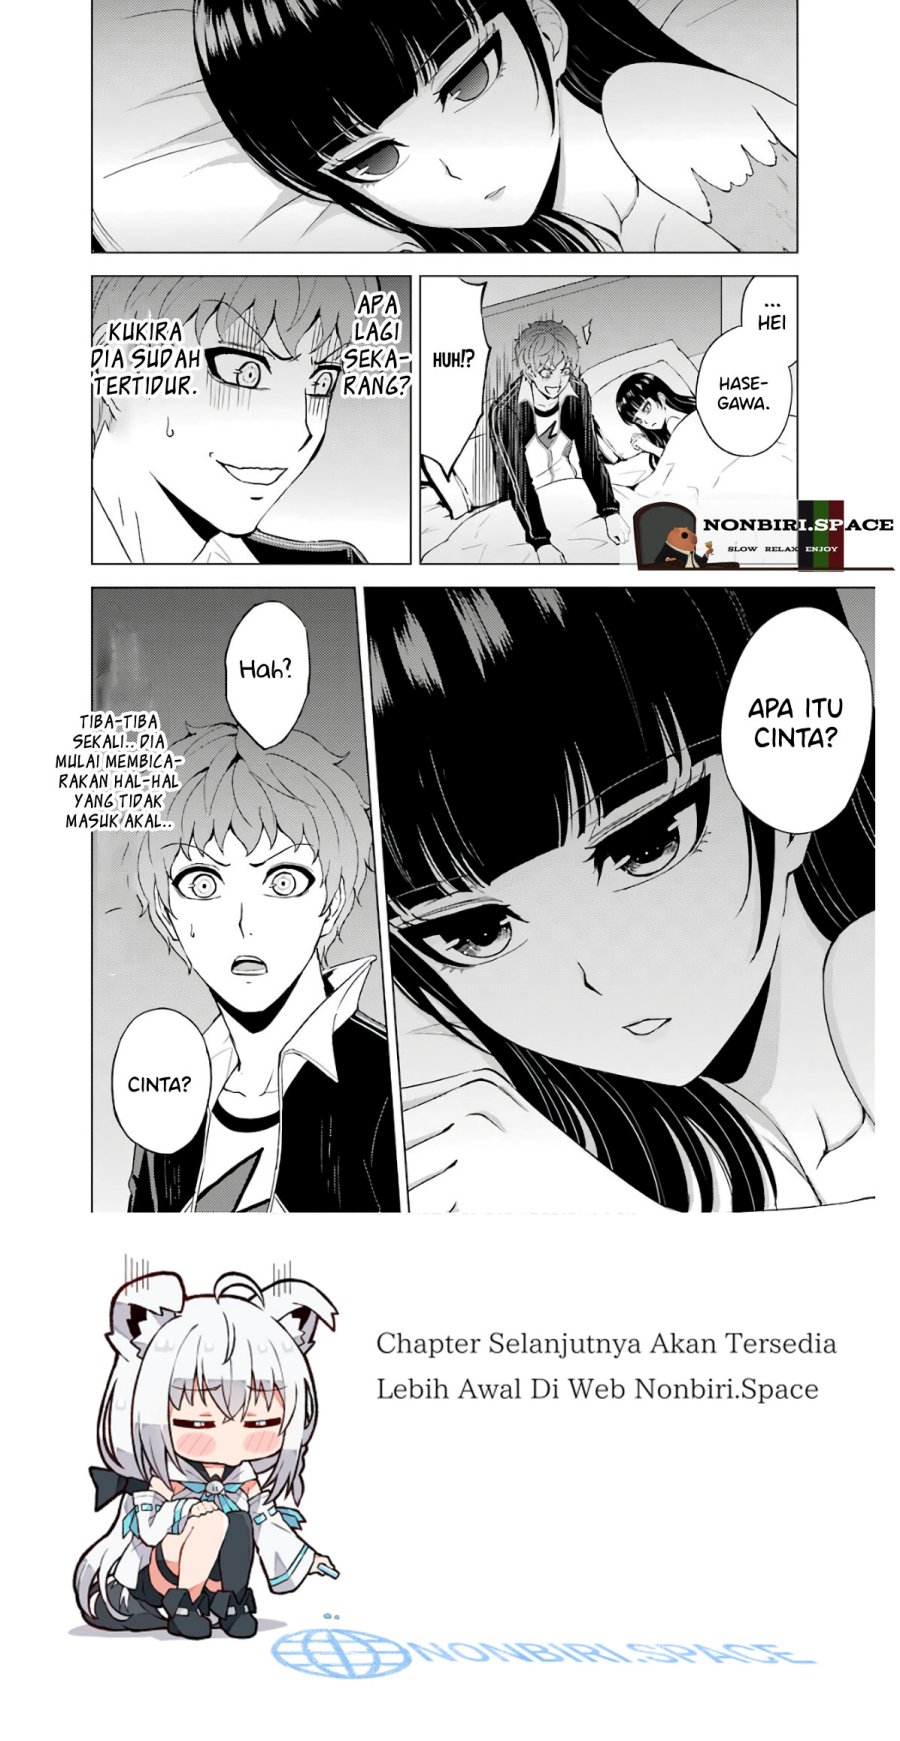 ...
HEI
HASE-
GAWA.
HUH!?
APA
LAGI
SEKA-
RANG?
KUKIRA
DIA SUDAH
TERTIDUR.
NONBIRI.SPACE
SLOW RELAX ENJOY
APA ITU
CINTA?
Hah?
TIBA-TIBA
SEKALI.. DIA
MULAI MEMBICA-
RAKAN HAL-HAL
YANG TIDAK
MASUK AKAL..
CINTA?
Chapter Selanjutnya Akan Tersedia
Lebih Awal Di Web Nonbiri.Space
NONBIRI.SPACE